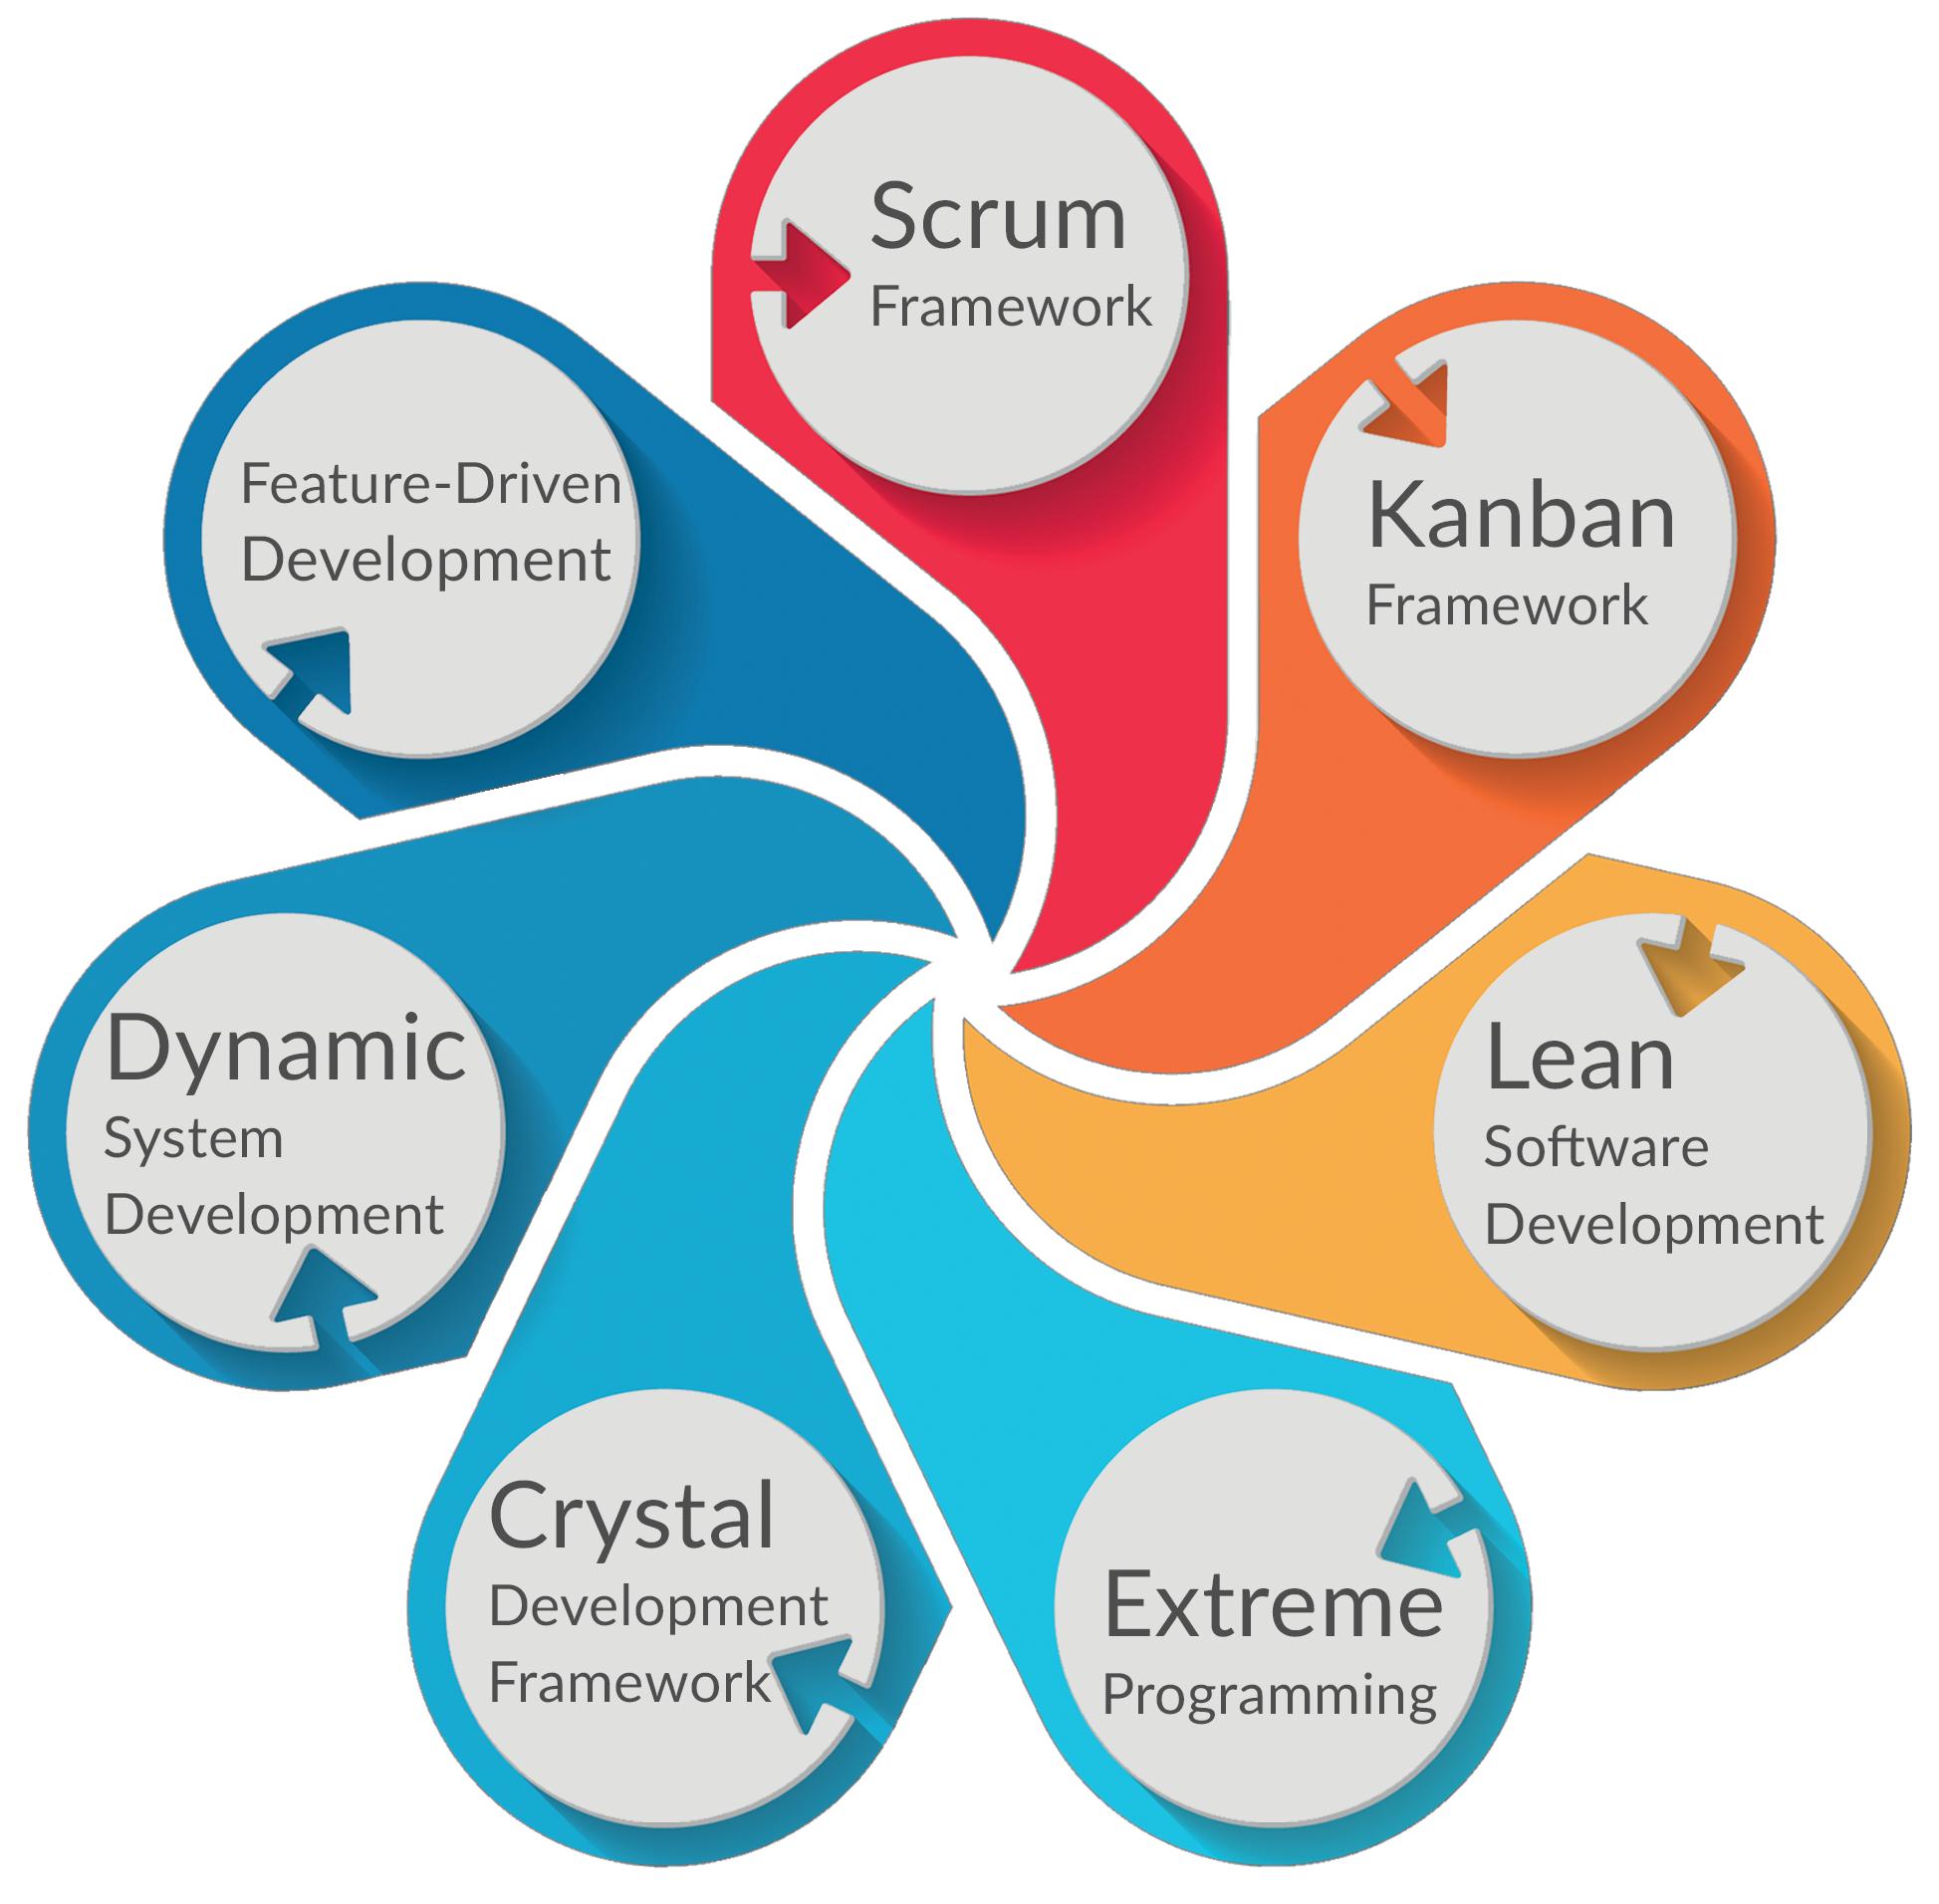 Scrum
Framework
Kanban
Framework
Lean
Software
Development
Extreme
Programming
Crystal
Development
Framework
Dynamic
System
Development
Feature-Driven
Development